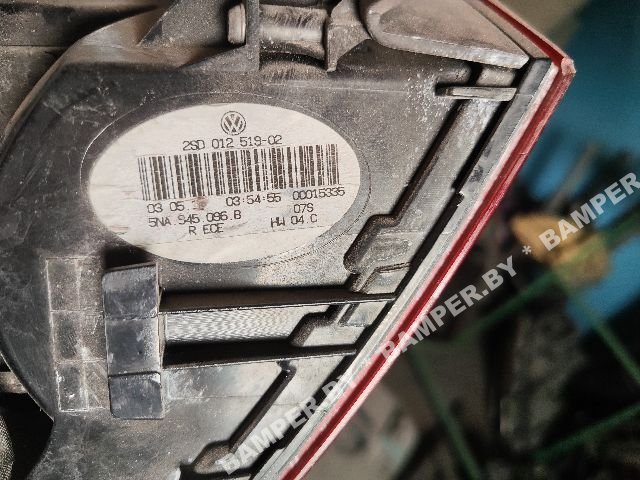 2SD 012 519-02
03 05 03:54:55 00015335
5NA 945 096 B 07S
R ECE HW 04 C
BAMPER.BY * BAMPER.BY * BAMPER